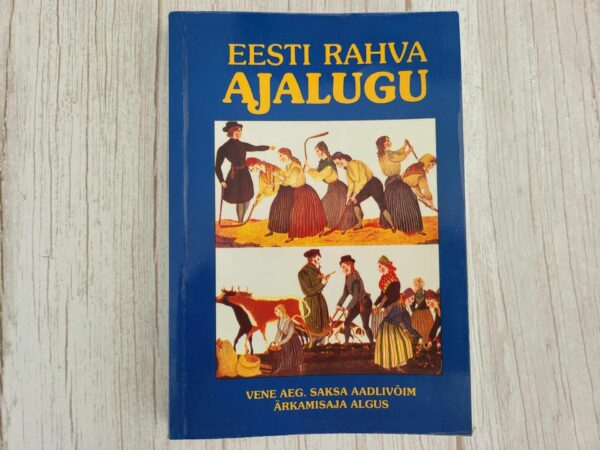 EESTI RAHVA
AJALUGU
VENE AEG. SAKSA AADLIVÕIM
ÄRKAMISAJA ALGUS